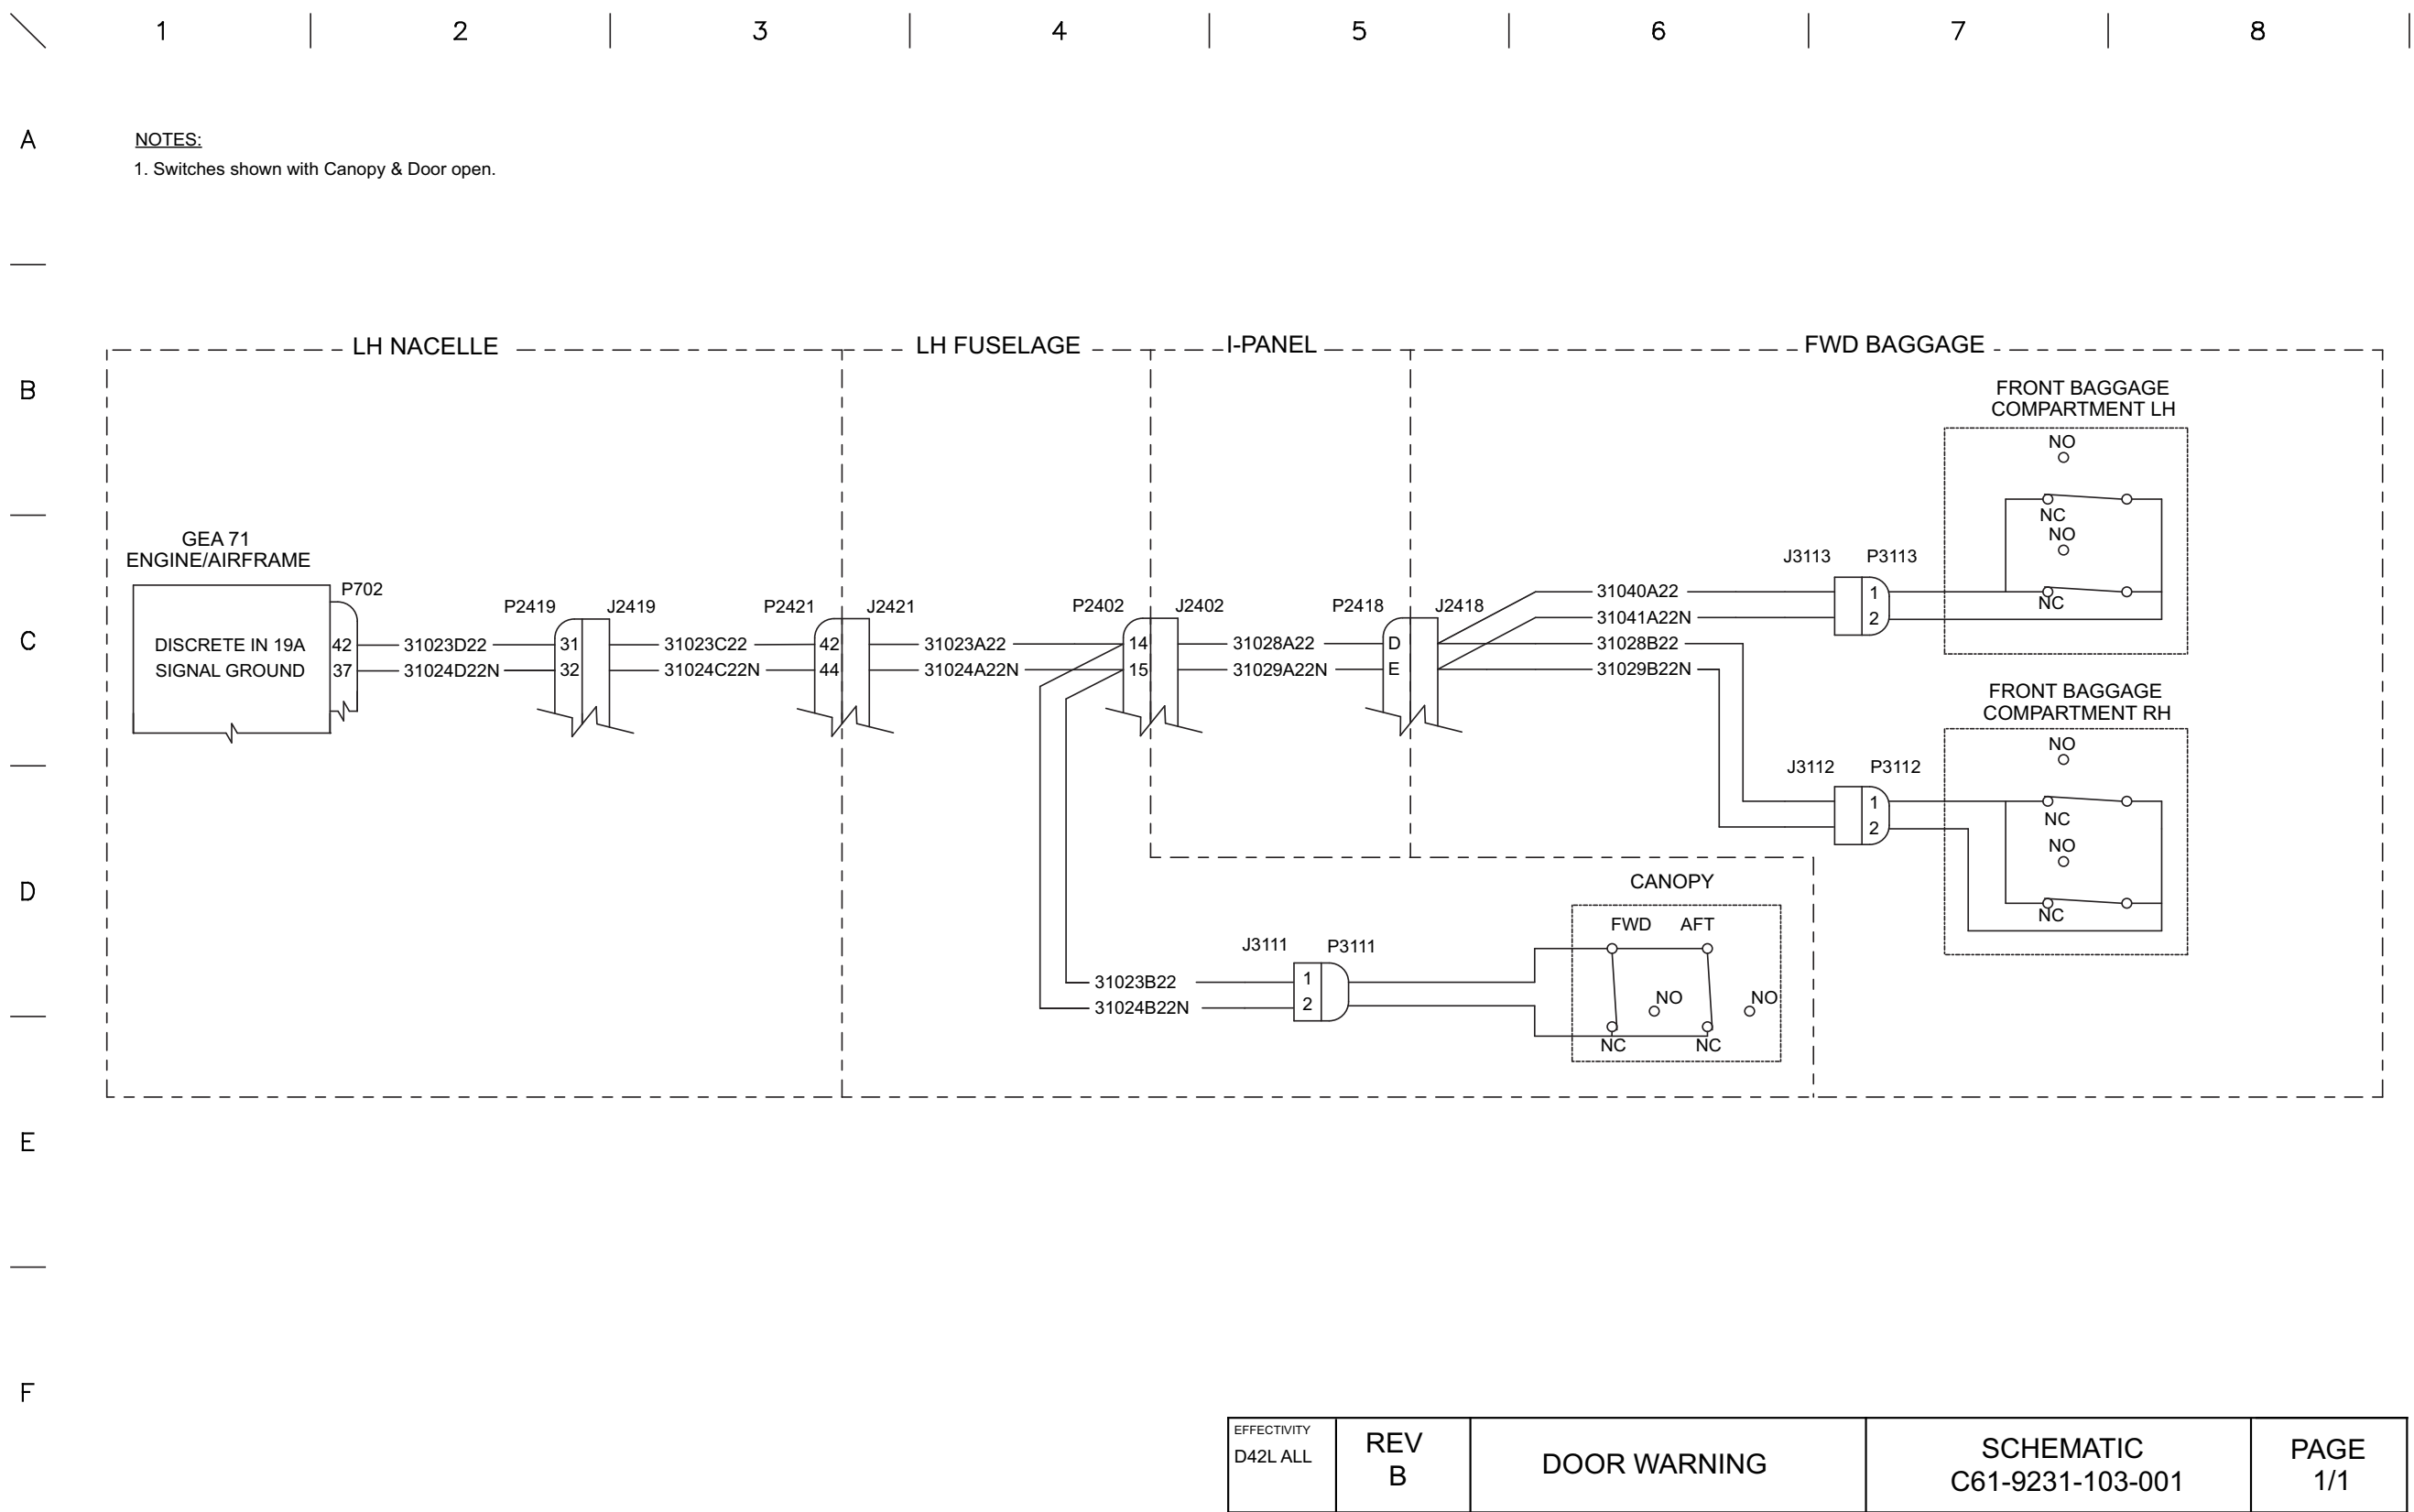 1 2 3 4 5 6 7 8
A
NOTES:
1. Switches shown with Canopy & Door open.
B
LH NACELLE
LH FUSELAGE
I-PANEL
FWD BAGGAGE
FRONT BAGGAGE
COMPARTMENT LH
NO
NC
NO
NC
C
GEA 71
ENGINE/AIRFRAME
DISCRETE IN 19A
SIGNAL GROUND
P702
42
37
31023D22
31024D22N
P2419
J2419
31
32
31023C22
31024C22N
P2421
J2421
42
44
31023A22
31024A22N
P2402
J2402
14
15
31028A22
31029A22N
P2418
J2418
D
E
31040A22
31041A22N
31028B22
31029B22N
J3113
P3113
1
2
FRONT BAGGAGE
COMPARTMENT RH
NO
NC
NO
NC
J3112
P3112
1
2
D
CANOPY
FWD
AFT
NO
NO
NC
NC
J3111
P3111
1
2
31023B22
31024B22N
E
F
EFFECTIVITY
D42L ALL
REV
B
DOOR WARNING
SCHEMATIC
C61-9231-103-001
PAGE
1/1